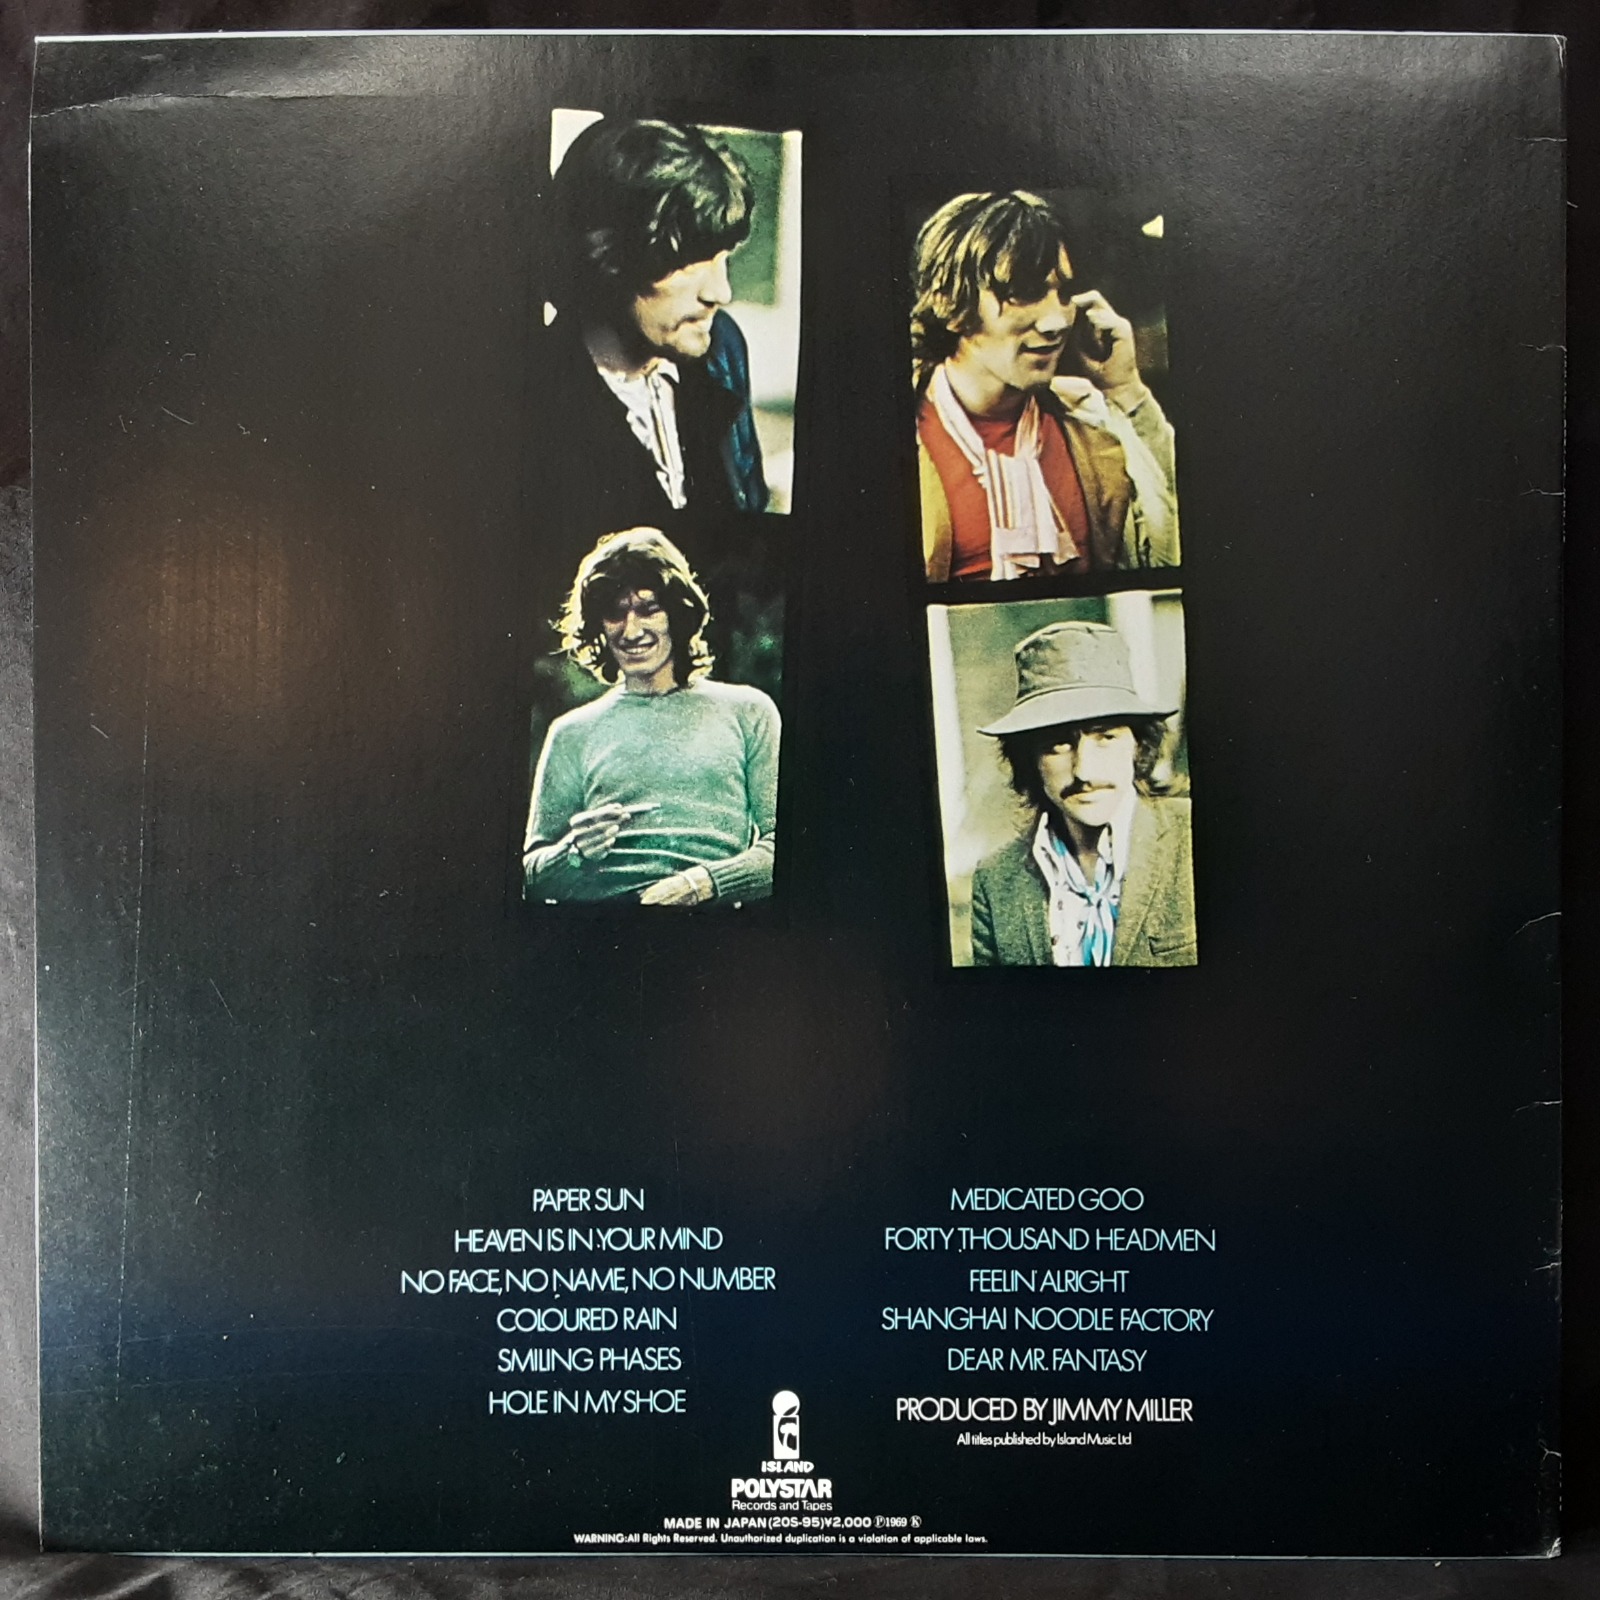 PAPER SUN
HEAVEN IS IN YOUR MIND
NO FACE, NO NAME, NO NUMBER
COLOURED RAIN
SMILING PHASES
HOLE IN MY SHOE
MEDICATED GOO
FORTY THOUSAND HEADMEN
FEELIN' ALRIGHT
SHANGHAI NOODLE FACTORY
DEAR MR. FANTASY
PRODUCED BY JIMMY MILLER
All titles published by Island Music Ltd
ISLAND
POLYSTAR
Records and Tapes
MADE IN JAPAN (20S-95) ¥2,000 Ⓟ1969 Ⓚ
WARNING: All Rights Reserved. Unauthorized duplication is a violation of applicable laws.